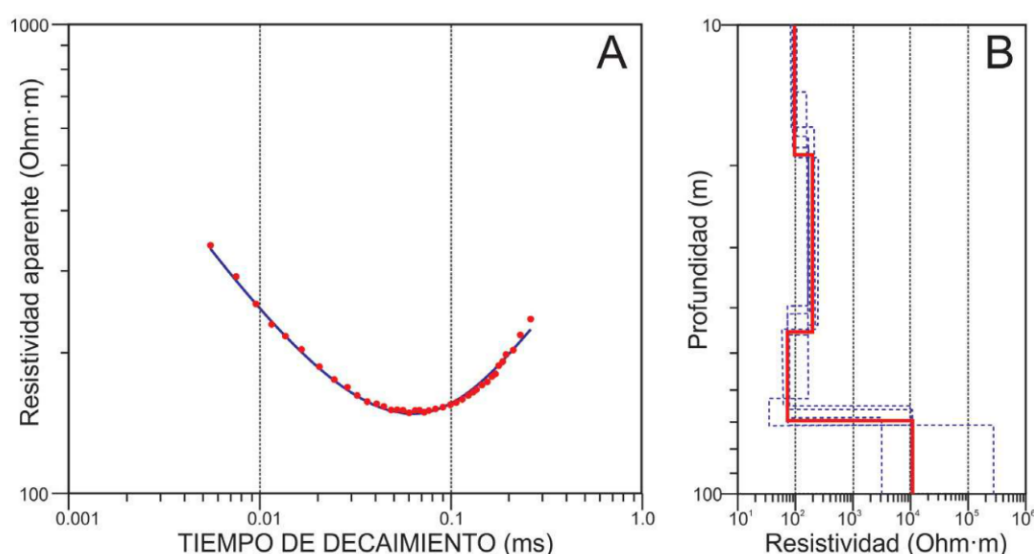 1000
A
Resistividad aparente (Ohm·m)
100
0.001
0.01
0.1
1.0
TIEMPO DE DECAIMIENTO (ms)
10
B
Profundidad (m)
100
10¹
10²
10³
10⁴
10⁵
10⁶
Resistividad (Ohm·m)